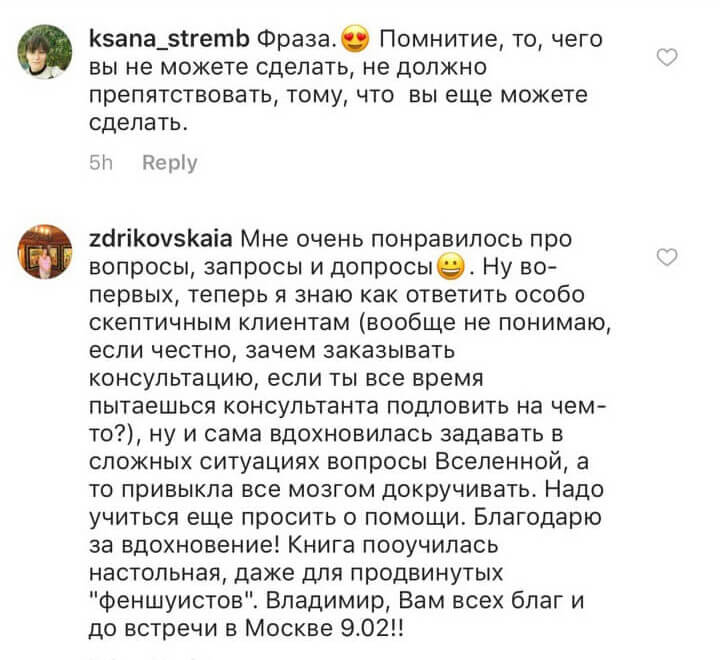 ksana_stremb Фраза.😍 Помнитие, то, чего
вы не можете сделать, не должно
препятствовать, тому, что вы еще можете
сделать.
5h Reply
zdrikovskaia Мне очень понравилось про
вопросы, запросы и допросы😀. Ну во-
первых, теперь я знаю как ответить особо
скептичным клиентам (вообще не понимаю,
если честно, зачем заказывать
консультацию, если ты все время
пытаешься консультанта подловить на чем-
то?), ну и сама вдохновилась задавать в
сложных ситуациях вопросы Вселенной, а
то привыкла все мозгом докручивать. Надо
учиться еще просить о помощи. Благодарю
за вдохновение! Книга пооучилась
настольная, даже для продвинутых
"феншуистов". Владимир, Вам всех благ и
до встречи в Москве 9.02!!